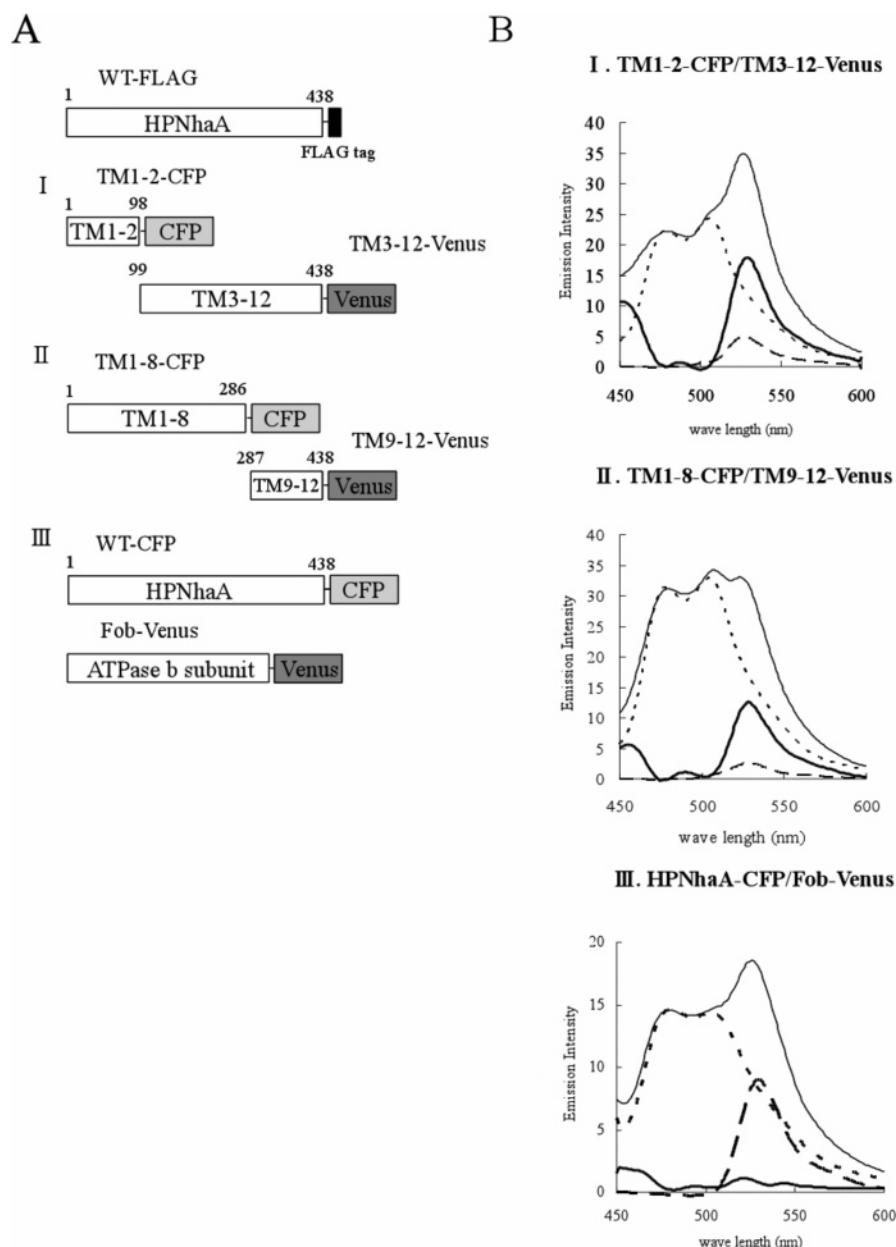 A
WT-FLAG
1 438
HPNhaA
FLAG tag
I
TM1-2-CFP
1 98
TM1-2 CFP
TM3-12-Venus
99 438
TM3-12 Venus
II
TM1-8-CFP
1 286
TM1-8 CFP
TM9-12-Venus
287 438
TM9-12 Venus
III
WT-CFP
1 438
HPNhaA CFP
Fob-Venus
ATPase b subunit Venus
B
I. TM1-2-CFP/TM3-12-Venus
40
35
30
25
20
15
10
5
0
Emission Intensity
450 500 550 600
wave length (nm)
II. TM1-8-CFP/TM9-12-Venus
40
35
30
25
20
15
10
5
0
Emission Intensity
450 500 550 600
wave length (nm)
III. HPNhaA-CFP/Fob-Venus
20
15
10
5
0
Emission Intensity
450 500 550 600
wave length (nm)